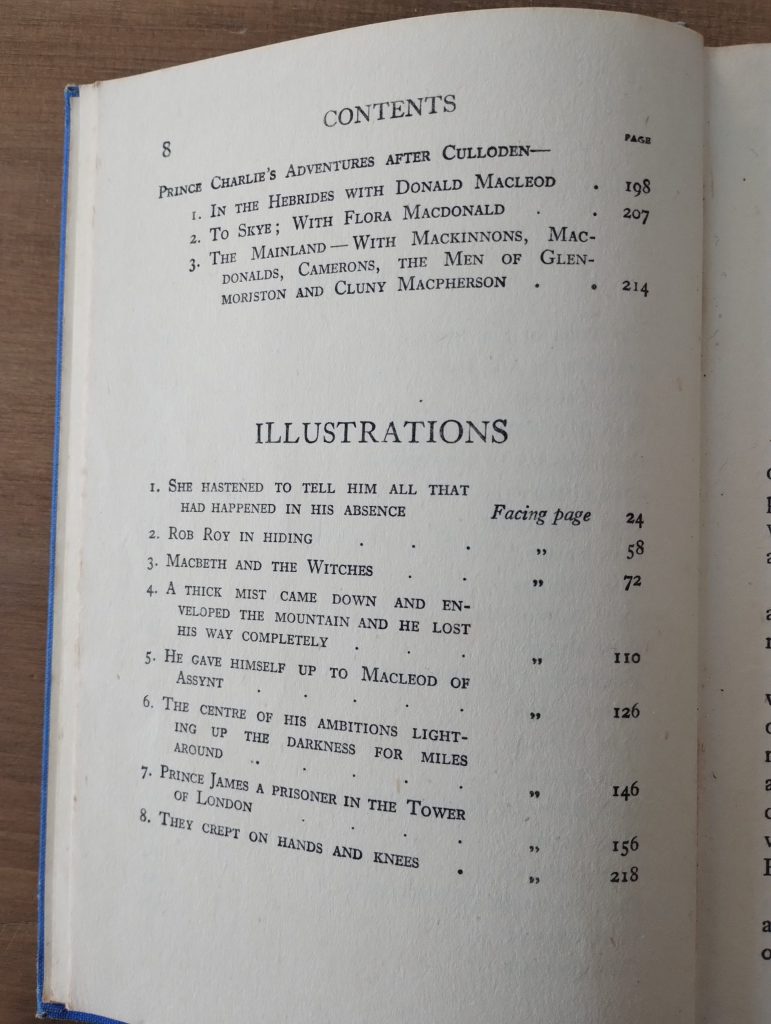 8
CONTENTS
PAGE
PRINCE CHARLIE'S ADVENTURES AFTER CULLODEN—
1. IN THE HEBRIDES WITH DONALD MACLEOD . 198
2. TO SKYE; WITH FLORA MACDONALD . . 207
3. THE MAINLAND—WITH MACKINNONS, MAC-
DONALDS, CAMERONS, THE MEN OF GLEN-
MORISTON AND CLUNY MACPHERSON . . 214
ILLUSTRATIONS
1. SHE HASTENED TO TELL HIM ALL THAT
HAD HAPPENED IN HIS ABSENCE Facing page 24
2. ROB ROY IN HIDING . . . ,, 58
3. MACBETH AND THE WITCHES . . ,, 72
4. A THICK MIST CAME DOWN AND EN-
VELOPED THE MOUNTAIN AND HE LOST
HIS WAY COMPLETELY . . . ,, 110
5. HE GAVE HIMSELF UP TO MACLEOD OF
ASSYNT . . . . ,, 126
6. THE CENTRE OF HIS AMBITIONS LIGHT-
ING UP THE DARKNESS FOR MILES
AROUND . . . . ,, 146
7. PRINCE JAMES A PRISONER IN THE TOWER
OF LONDON . . . ,, 156
8. THEY CREPT ON HANDS AND KNEES . ,, 218